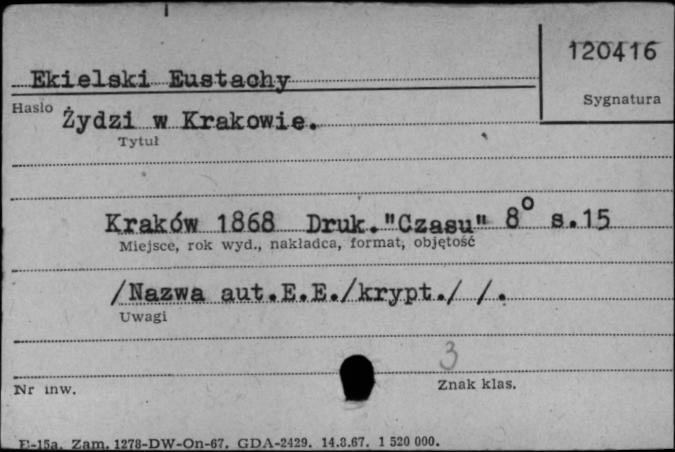 120416
Ekielski Eustachy
Sygnatura
Hasło
Żydzi w Krakowie.
Tytuł
Kraków 1868 Druk."Czasu" 8° s.15
Miejsce, rok wyd., nakładca, format, objętość
/Nazwa aut.E.E./krypt./ /.
Uwagi
3
Nr inw.
Znak klas.
E-15a. Zam. 1278-DW-On-67. GDA-2429. 14.3.67. 1 520 000.